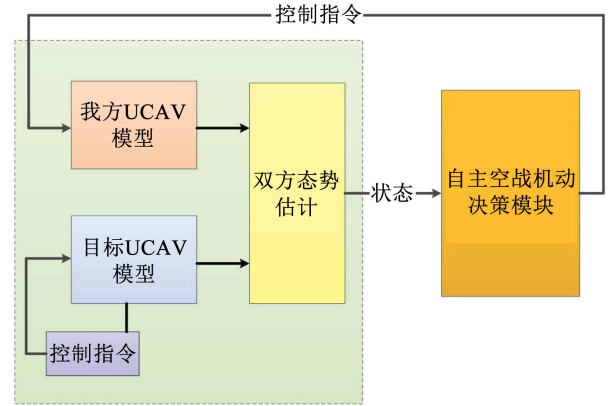 控制指令
我方UCAV
模型
双方态势
估计
状态
自主空战机动
决策模块
目标UCAV
模型
控制指令